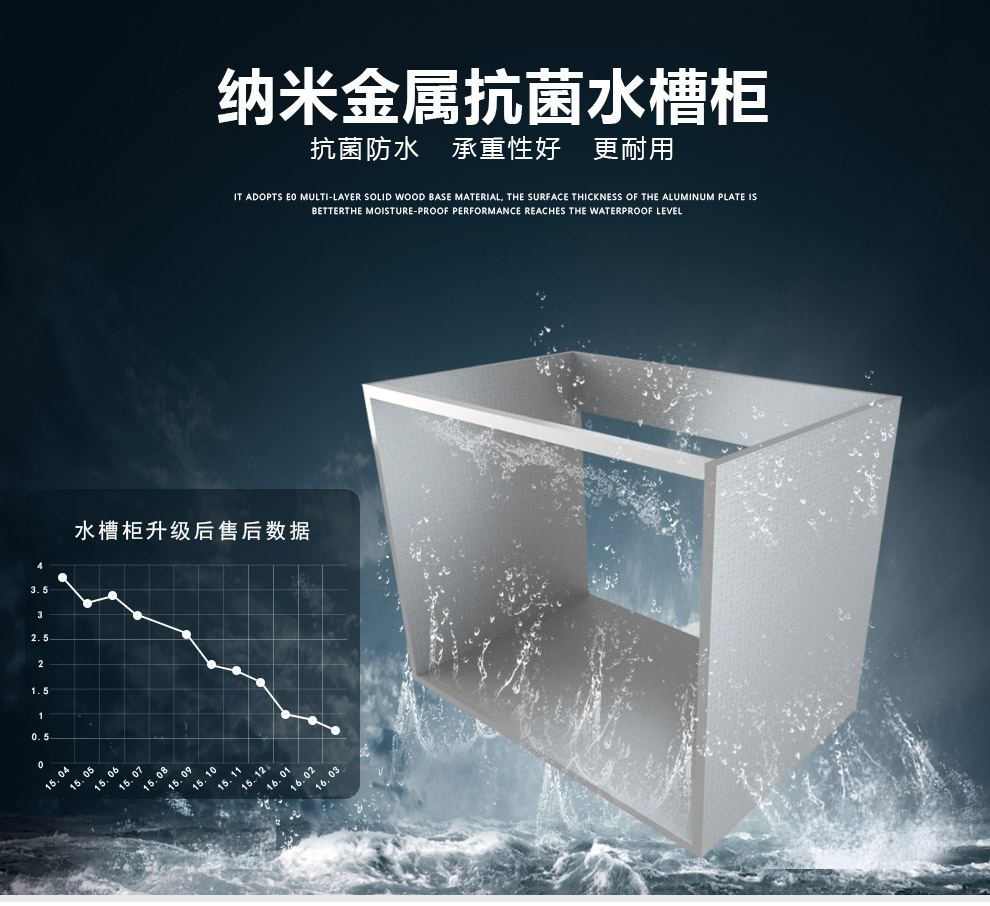 纳米金属抗菌水槽柜
抗菌防水 承重性好 更耐用
IT ADOPTS E0 MULTI-LAYER SOLID WOOD BASE MATERIAL, THE SURFACE THICKNESS OF THE ALUMINUM PLATE IS
BETTERTHE MOISTURE-PROOF PERFORMANCE REACHES THE WATERPROOF LEVEL
水槽柜升级后售后数据
4
3.5
3
2.5
2
1.5
1
0.5
0
15.04 15.05 15.06 15.07 15.08 15.09 15.10 15.11 15.12 16.01 16.02 16.03